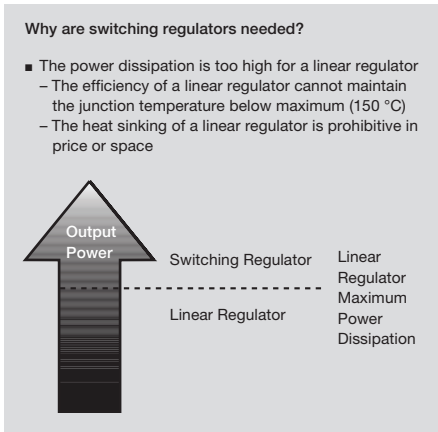 Why are switching regulators needed?
■ The power dissipation is too high for a linear regulator
– The efficiency of a linear regulator cannot maintain
the junction temperature below maximum (150 °C)
– The heat sinking of a linear regulator is prohibitive in
price or space
Output
Power
Switching Regulator
Linear Regulator
Linear
Regulator
Maximum
Power
Dissipation